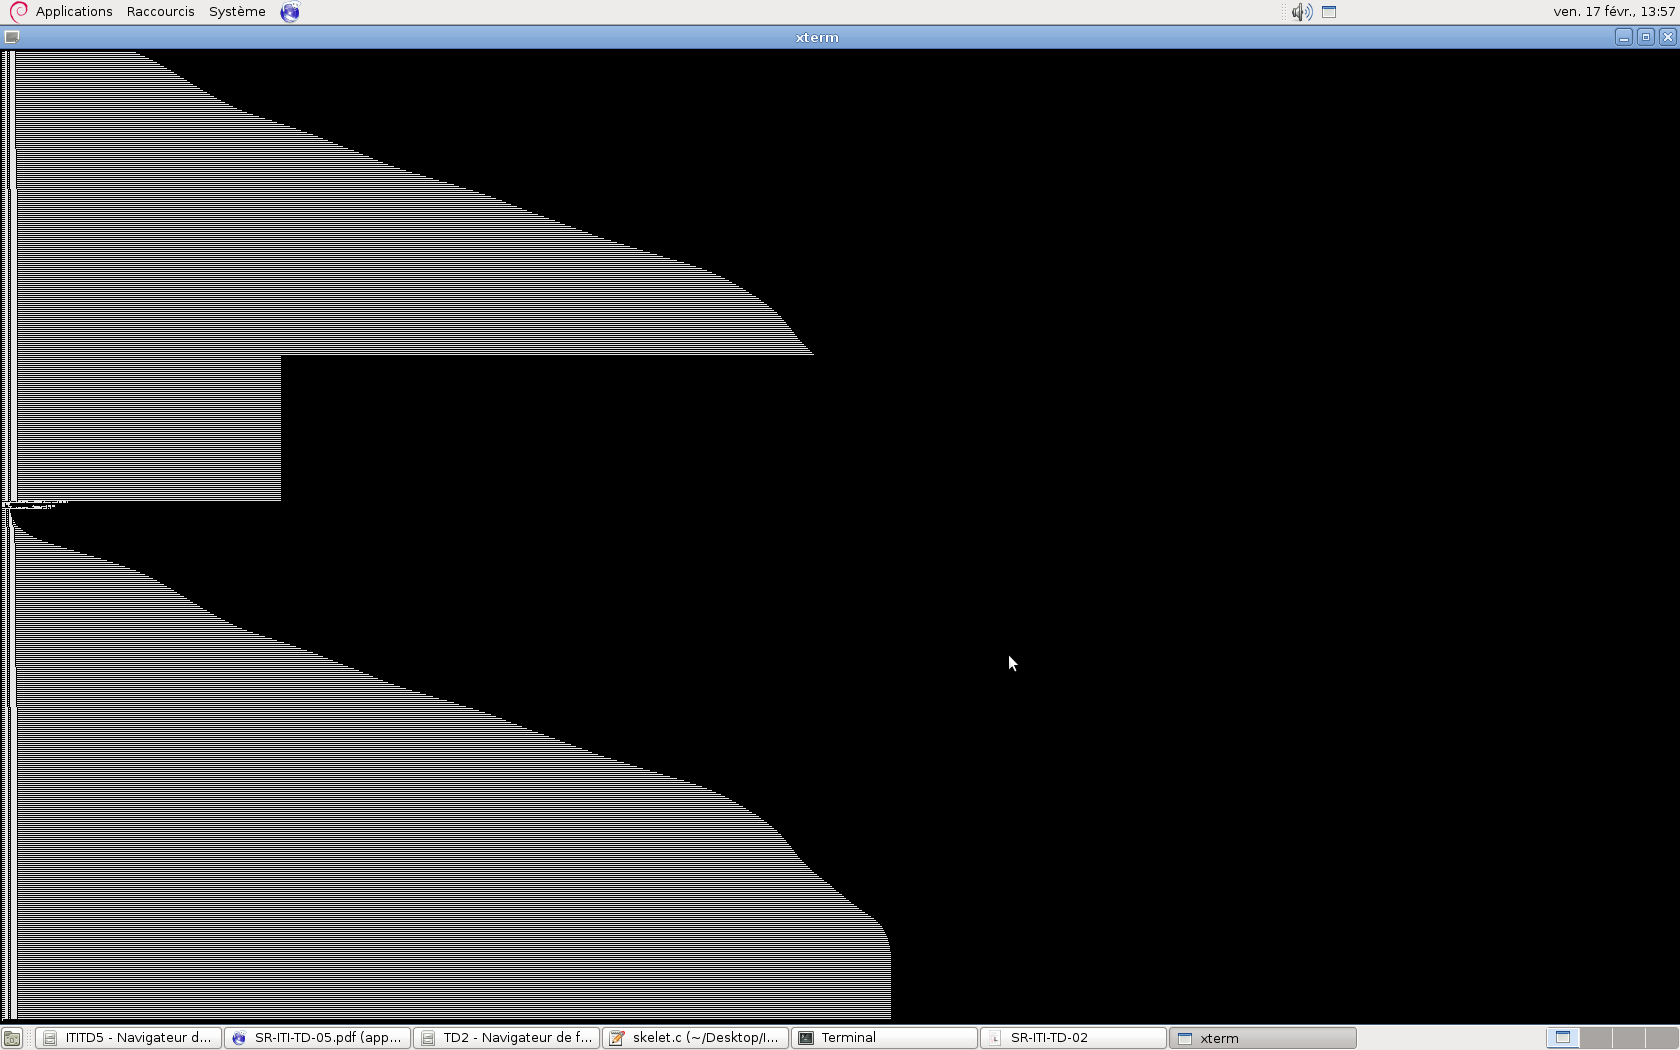 Applications Raccourcis Système ven. 17 févr., 13:57
xterm
ITITD5 - Navigateur d... SR-ITI-TD-05.pdf (app... TD2 - Navigateur de f... skelet.c (~/Desktop/I... Terminal SR-ITI-TD-02 xterm